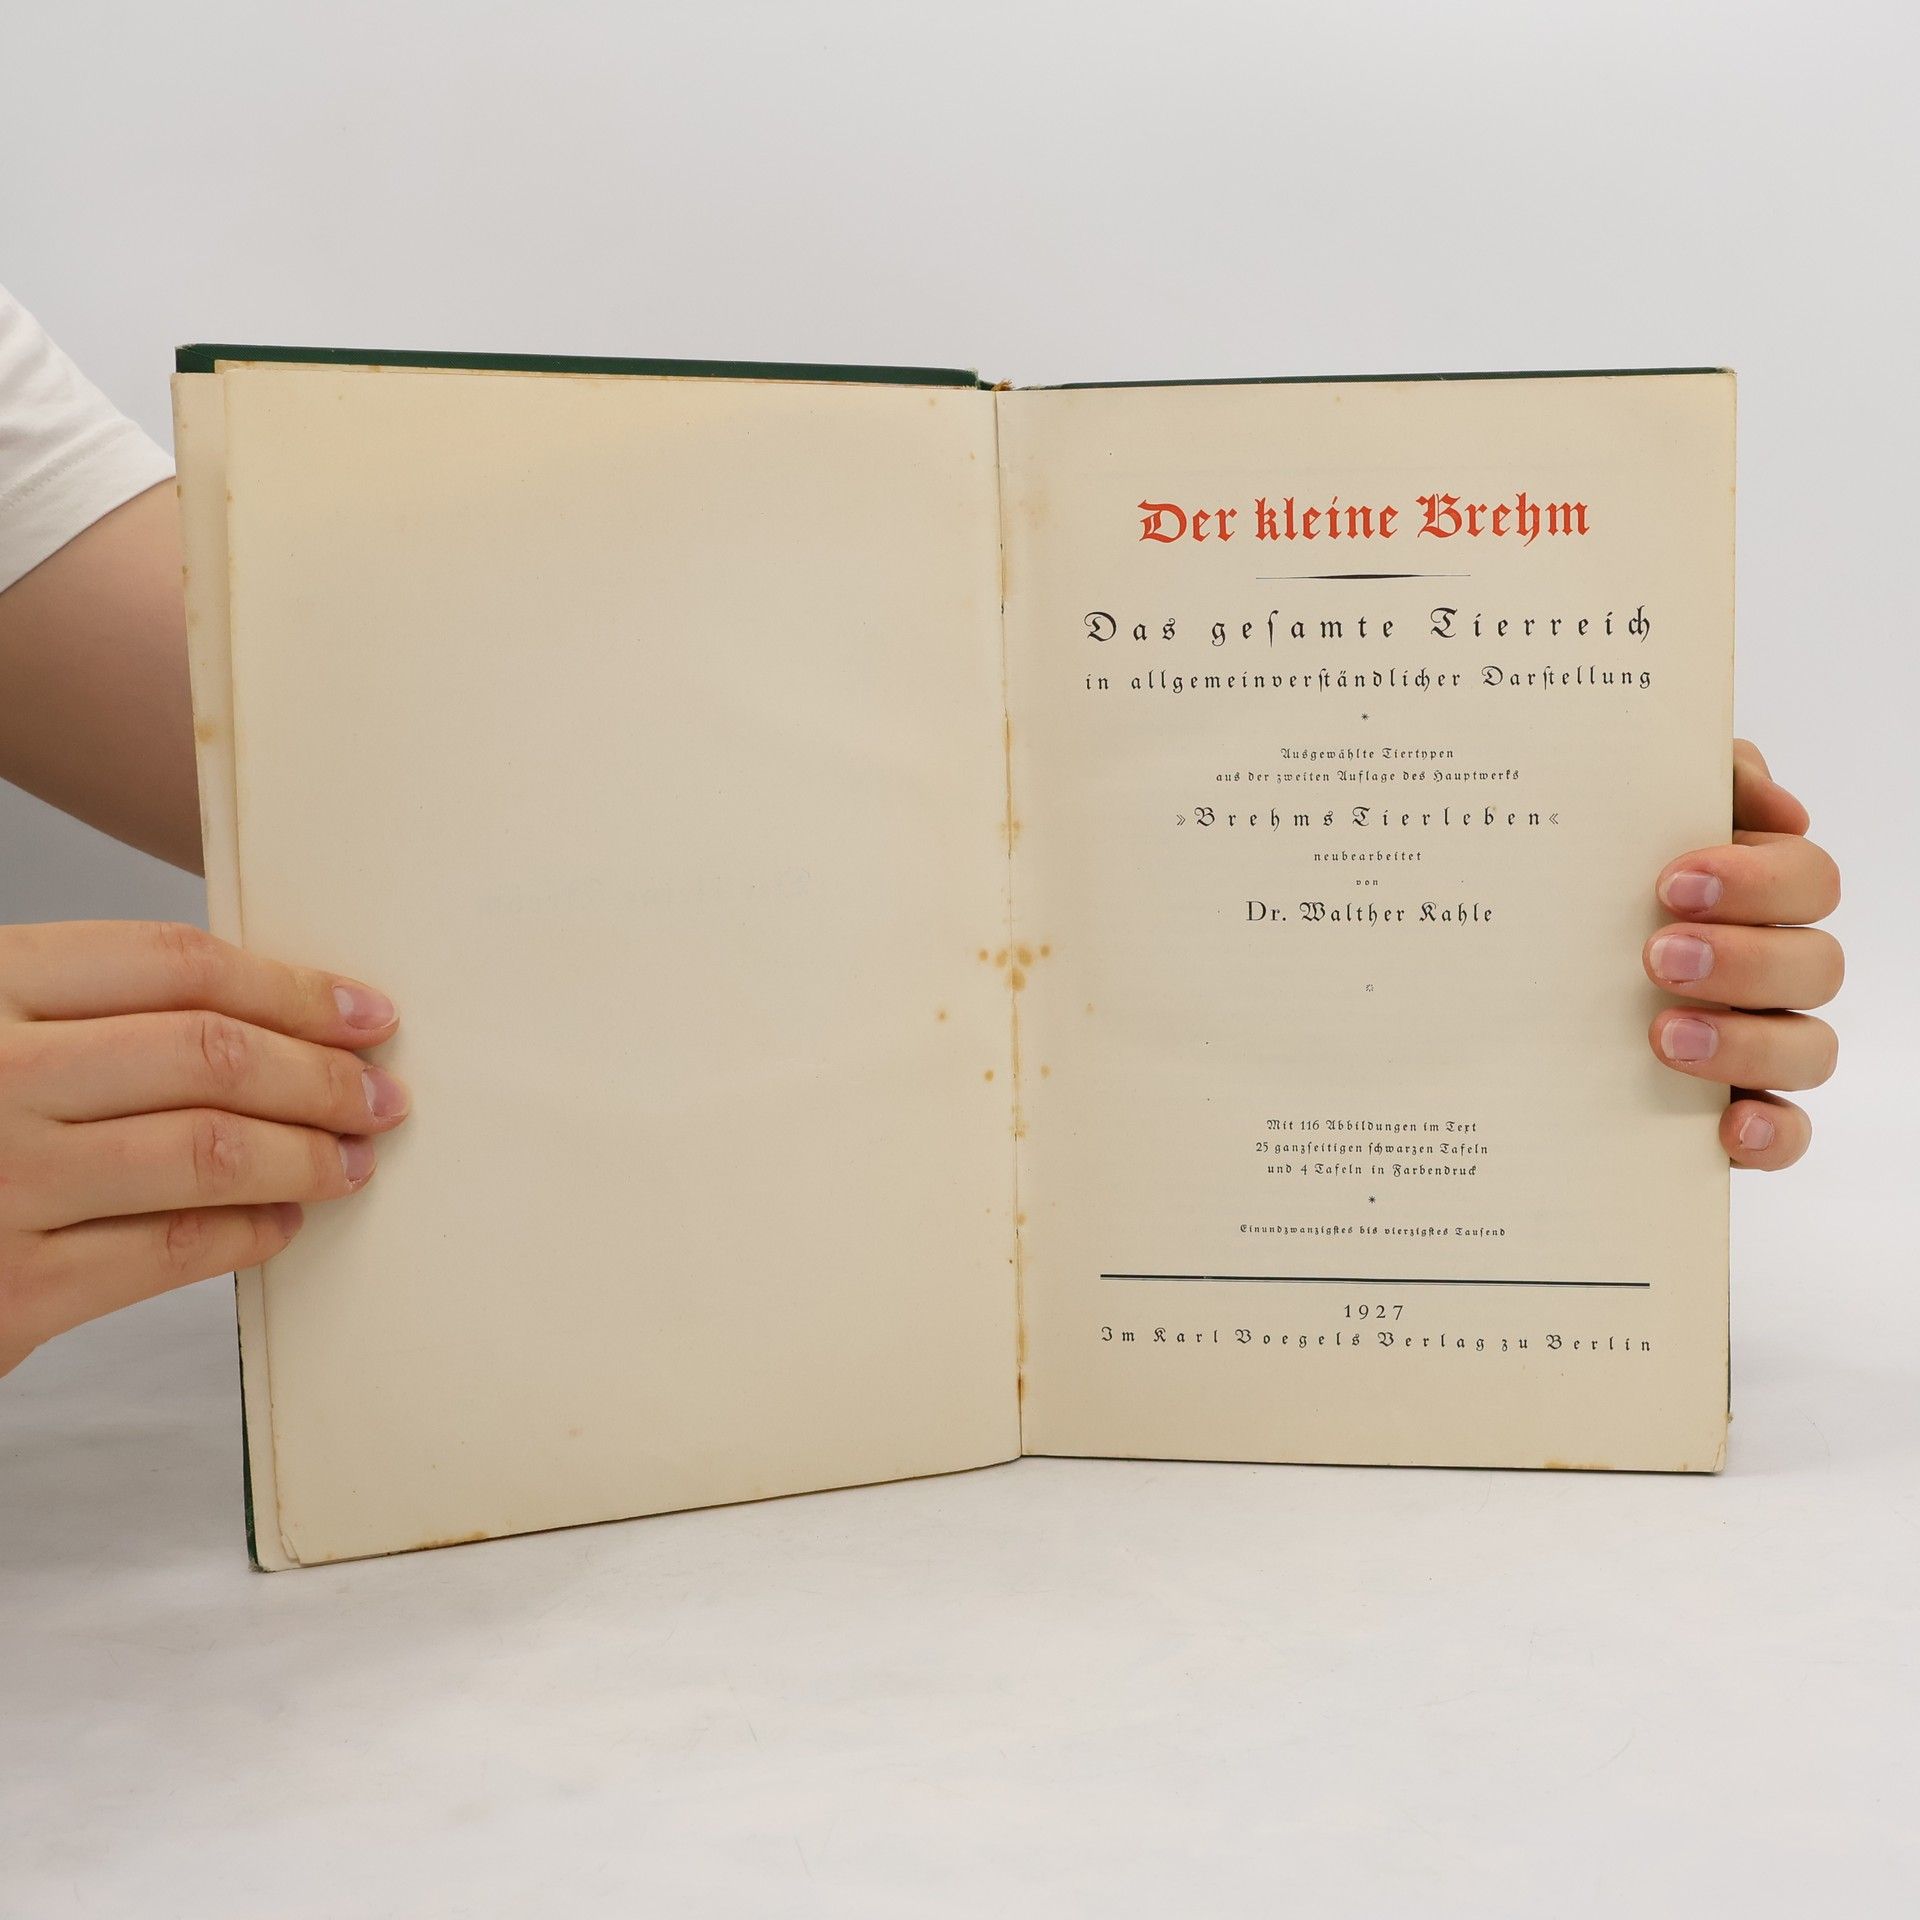 Der kleine Brehm
Das geſamte Tierreich
in allgemeinverſtändlicher Darſtellung
*
Ausgewählte Tiertypen
aus der zweiten Auflage des Hauptwerks
»Brehms Tierleben«
neubearbeitet
von
Dr. Walther Kahle
Mit 116 Abbildungen im Text
25 ganzſeitigen ſchwarzen Tafeln
und 4 Tafeln in Farbendruck
*
Einundzwanzigſtes bis vierzigſtes Tauſend
1927
Im Karl Voegels Verlag zu Berlin